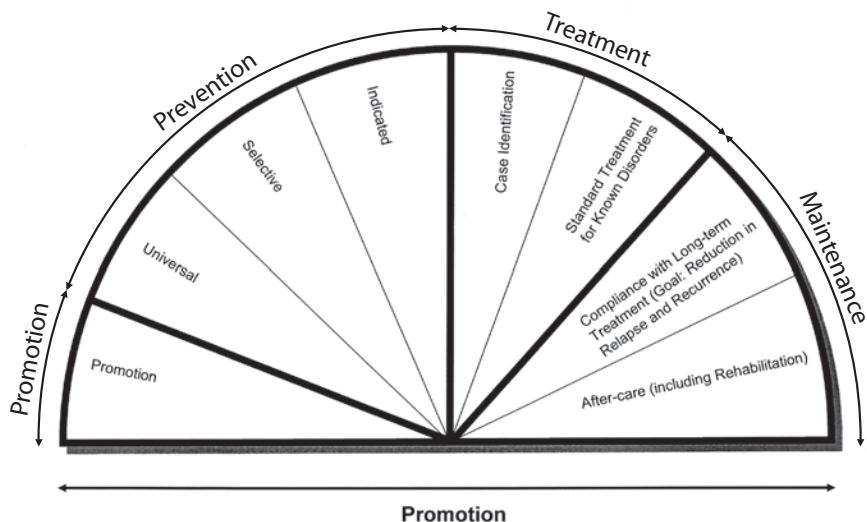 Treatment
Prevention
Maintenance
Promotion
Indicated
Case Identification
Selective
Standard Treatment
for Known Disorders
Universal
Compliance with Long-term
Treatment (Goal: Reduction in
Relapse and Recurrence)
Promotion
After-care (including Rehabilitation)
Promotion